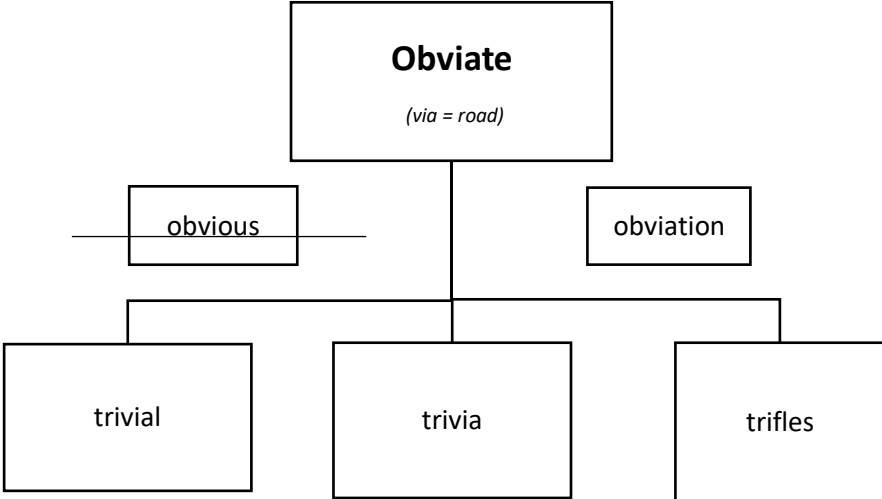 Obviate
(via = road)
obvious
obviation
trivial
trivia
trifles